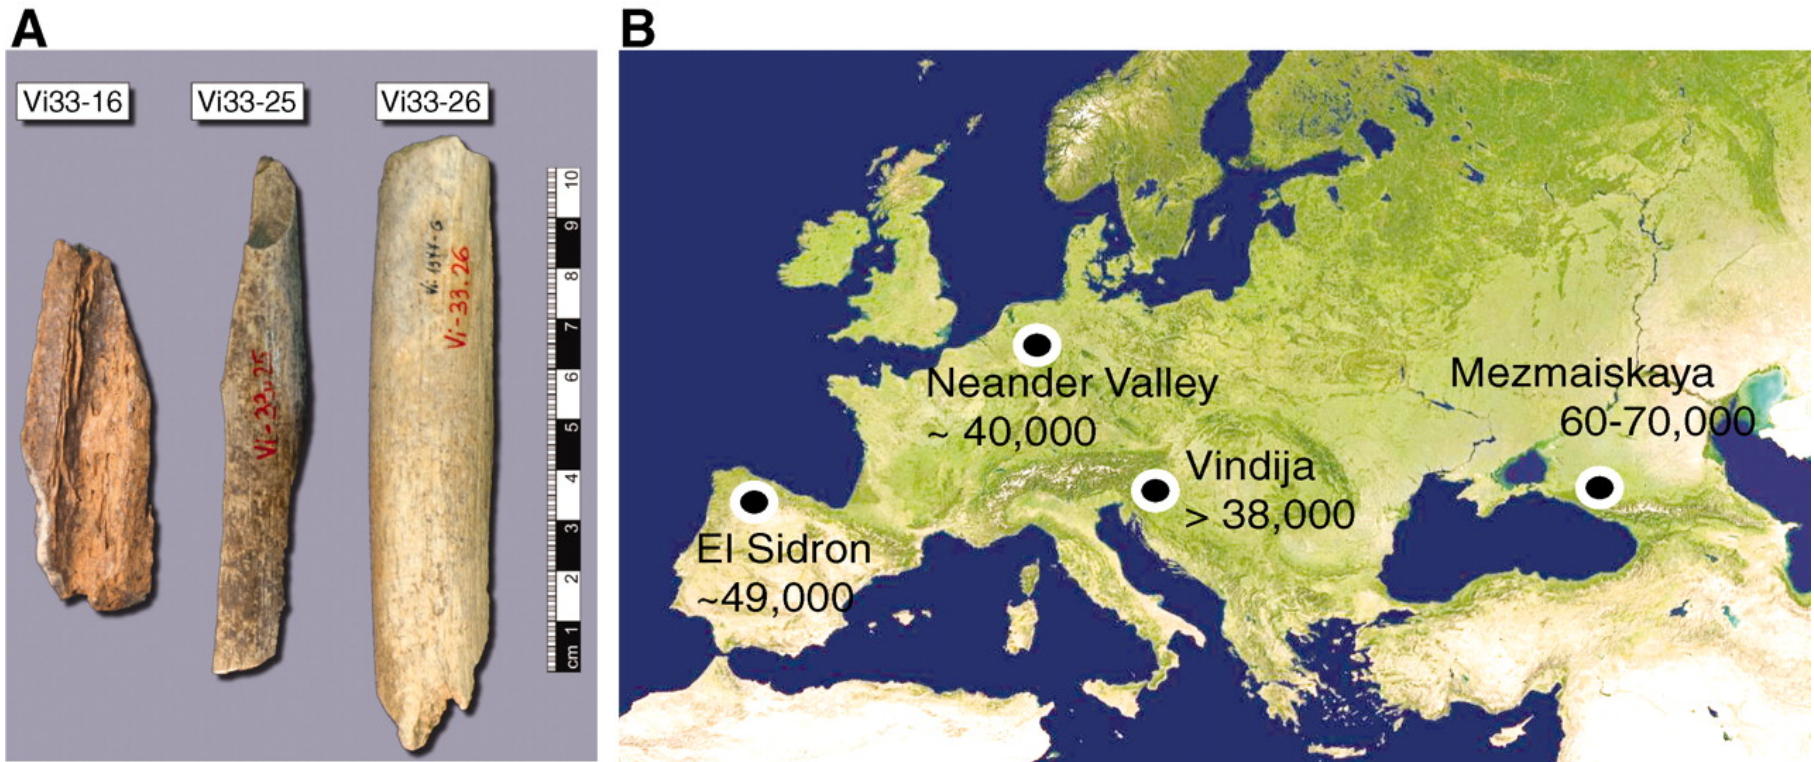 A
B
Vi33-16
Vi33-25
Vi33-26
Vi-33.25
Vi-33.26
10
9
8
7
6
5
4
3
2
1
cm
Neander Valley
~ 40,000
Mezmaiskaya
60-70,000
Vindija
> 38,000
El Sidron
~49,000